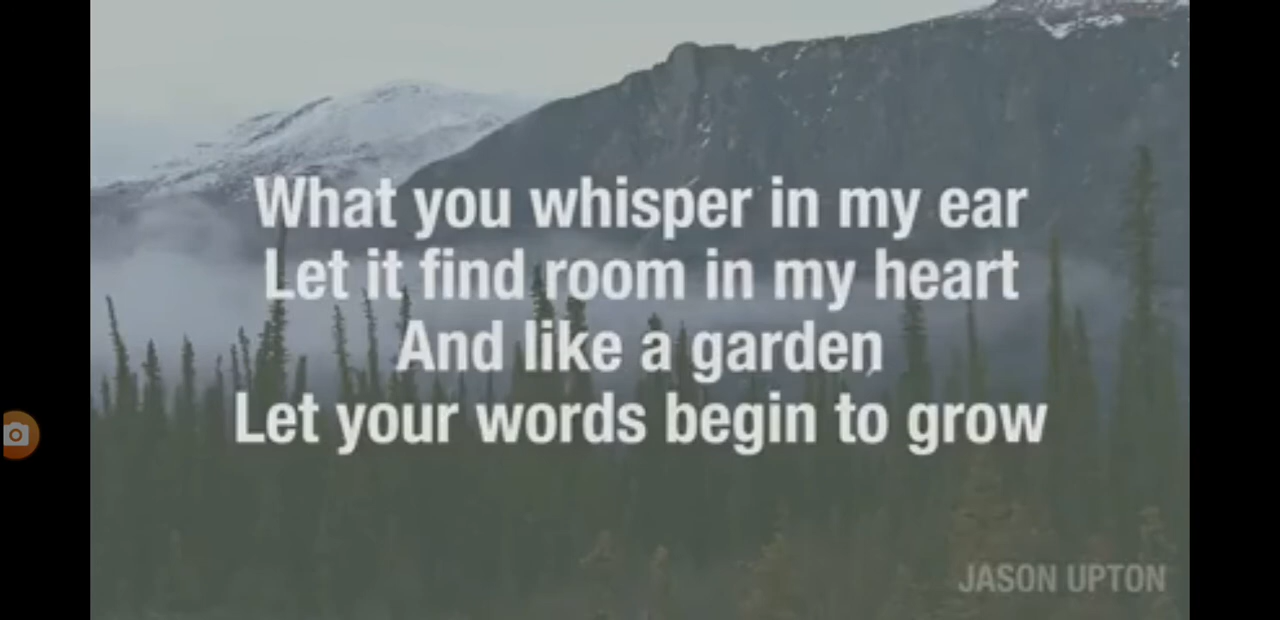 What you whisper in my ear
Let it find room in my heart
And like a garden,
Let your words begin to grow
JASON UPTON